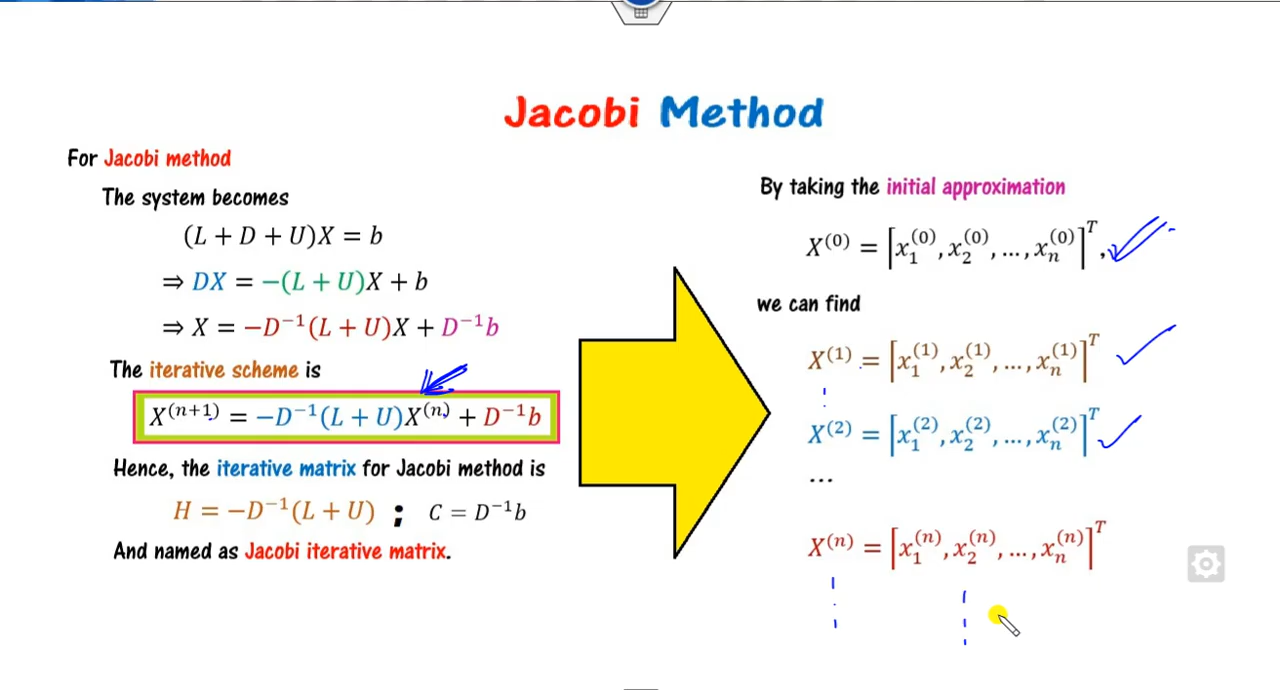 Jacobi Method
For Jacobi method
The system becomes
(L + D + U)X = b
⇒ DX = −(L + U)X + b
⇒ X = −D⁻¹(L + U)X + D⁻¹b
The iterative scheme is
X⁽ⁿ⁺¹⁾ = −D⁻¹(L + U)X⁽ⁿ⁾ + D⁻¹b
Hence, the iterative matrix for Jacobi method is
H = −D⁻¹(L + U) ; C = D⁻¹b
And named as Jacobi iterative matrix.
By taking the initial approximation
X⁽⁰⁾ = [x₁⁽⁰⁾, x₂⁽⁰⁾, …, xₙ⁽⁰⁾]ᵀ,
we can find
X⁽¹⁾ = [x₁⁽¹⁾, x₂⁽¹⁾, …, xₙ⁽¹⁾]ᵀ
X⁽²⁾ = [x₁⁽²⁾, x₂⁽²⁾, …, xₙ⁽²⁾]ᵀ
…
X⁽ⁿ⁾ = [x₁⁽ⁿ⁾, x₂⁽ⁿ⁾, …, xₙ⁽ⁿ⁾]ᵀ